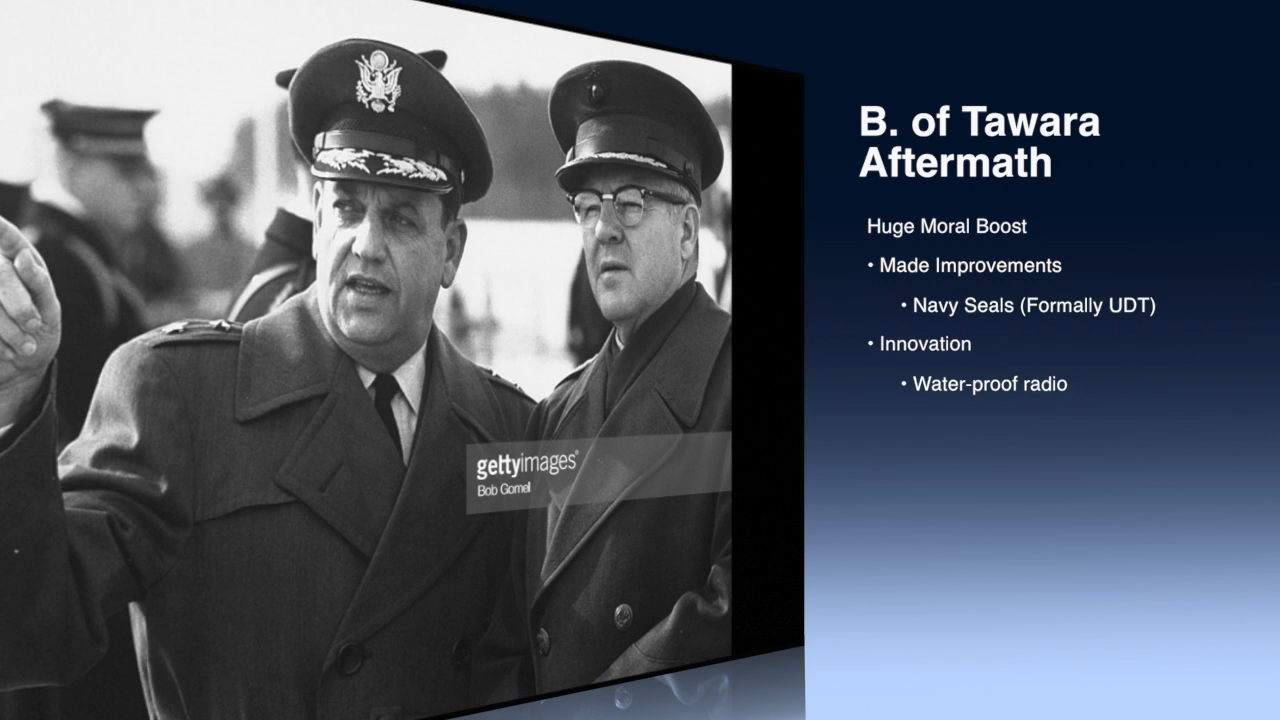 B. of Tawara
Aftermath
Huge Moral Boost
• Made Improvements
• Navy Seals (Formally UDT)
• Innovation
• Water-proof radio
gettyimages®
Bob Gomel